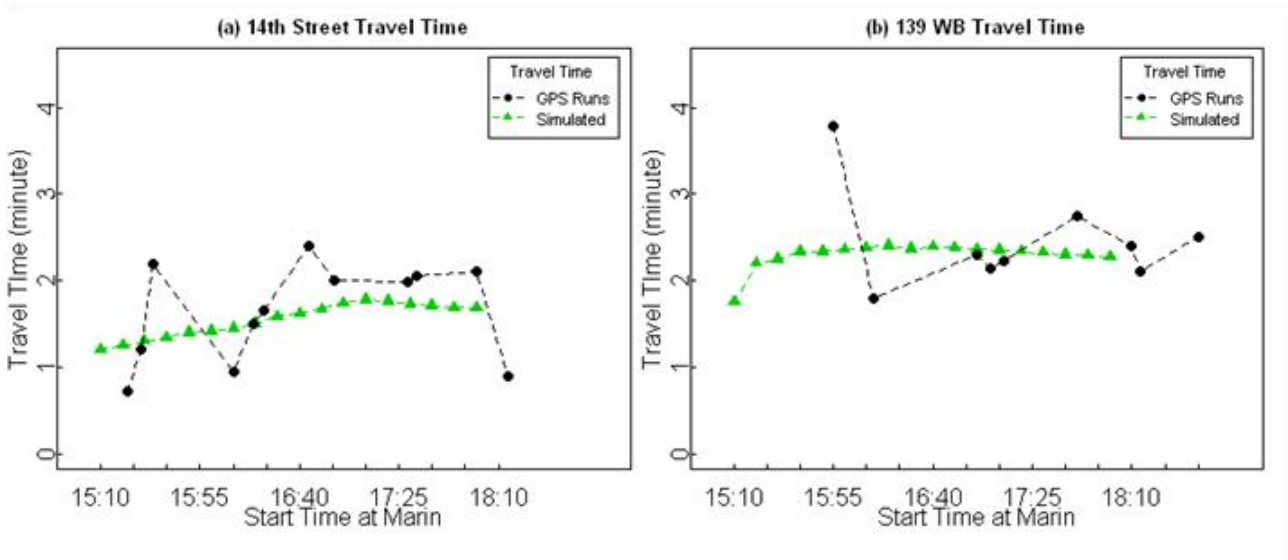 (a) 14th Street Travel Time
Travel Time
GPS Runs
Simulated
Travel TIme (minute)
4
3
2
1
0
15:10 15:55 16:40 17:25 18:10
Start Time at Marin
(b) 139 WB Travel Time
Travel Time
GPS Runs
Simulated
Travel TIme (minute)
4
3
2
1
0
15:10 15:55 16:40 17:25 18:10
Start Time at Marin